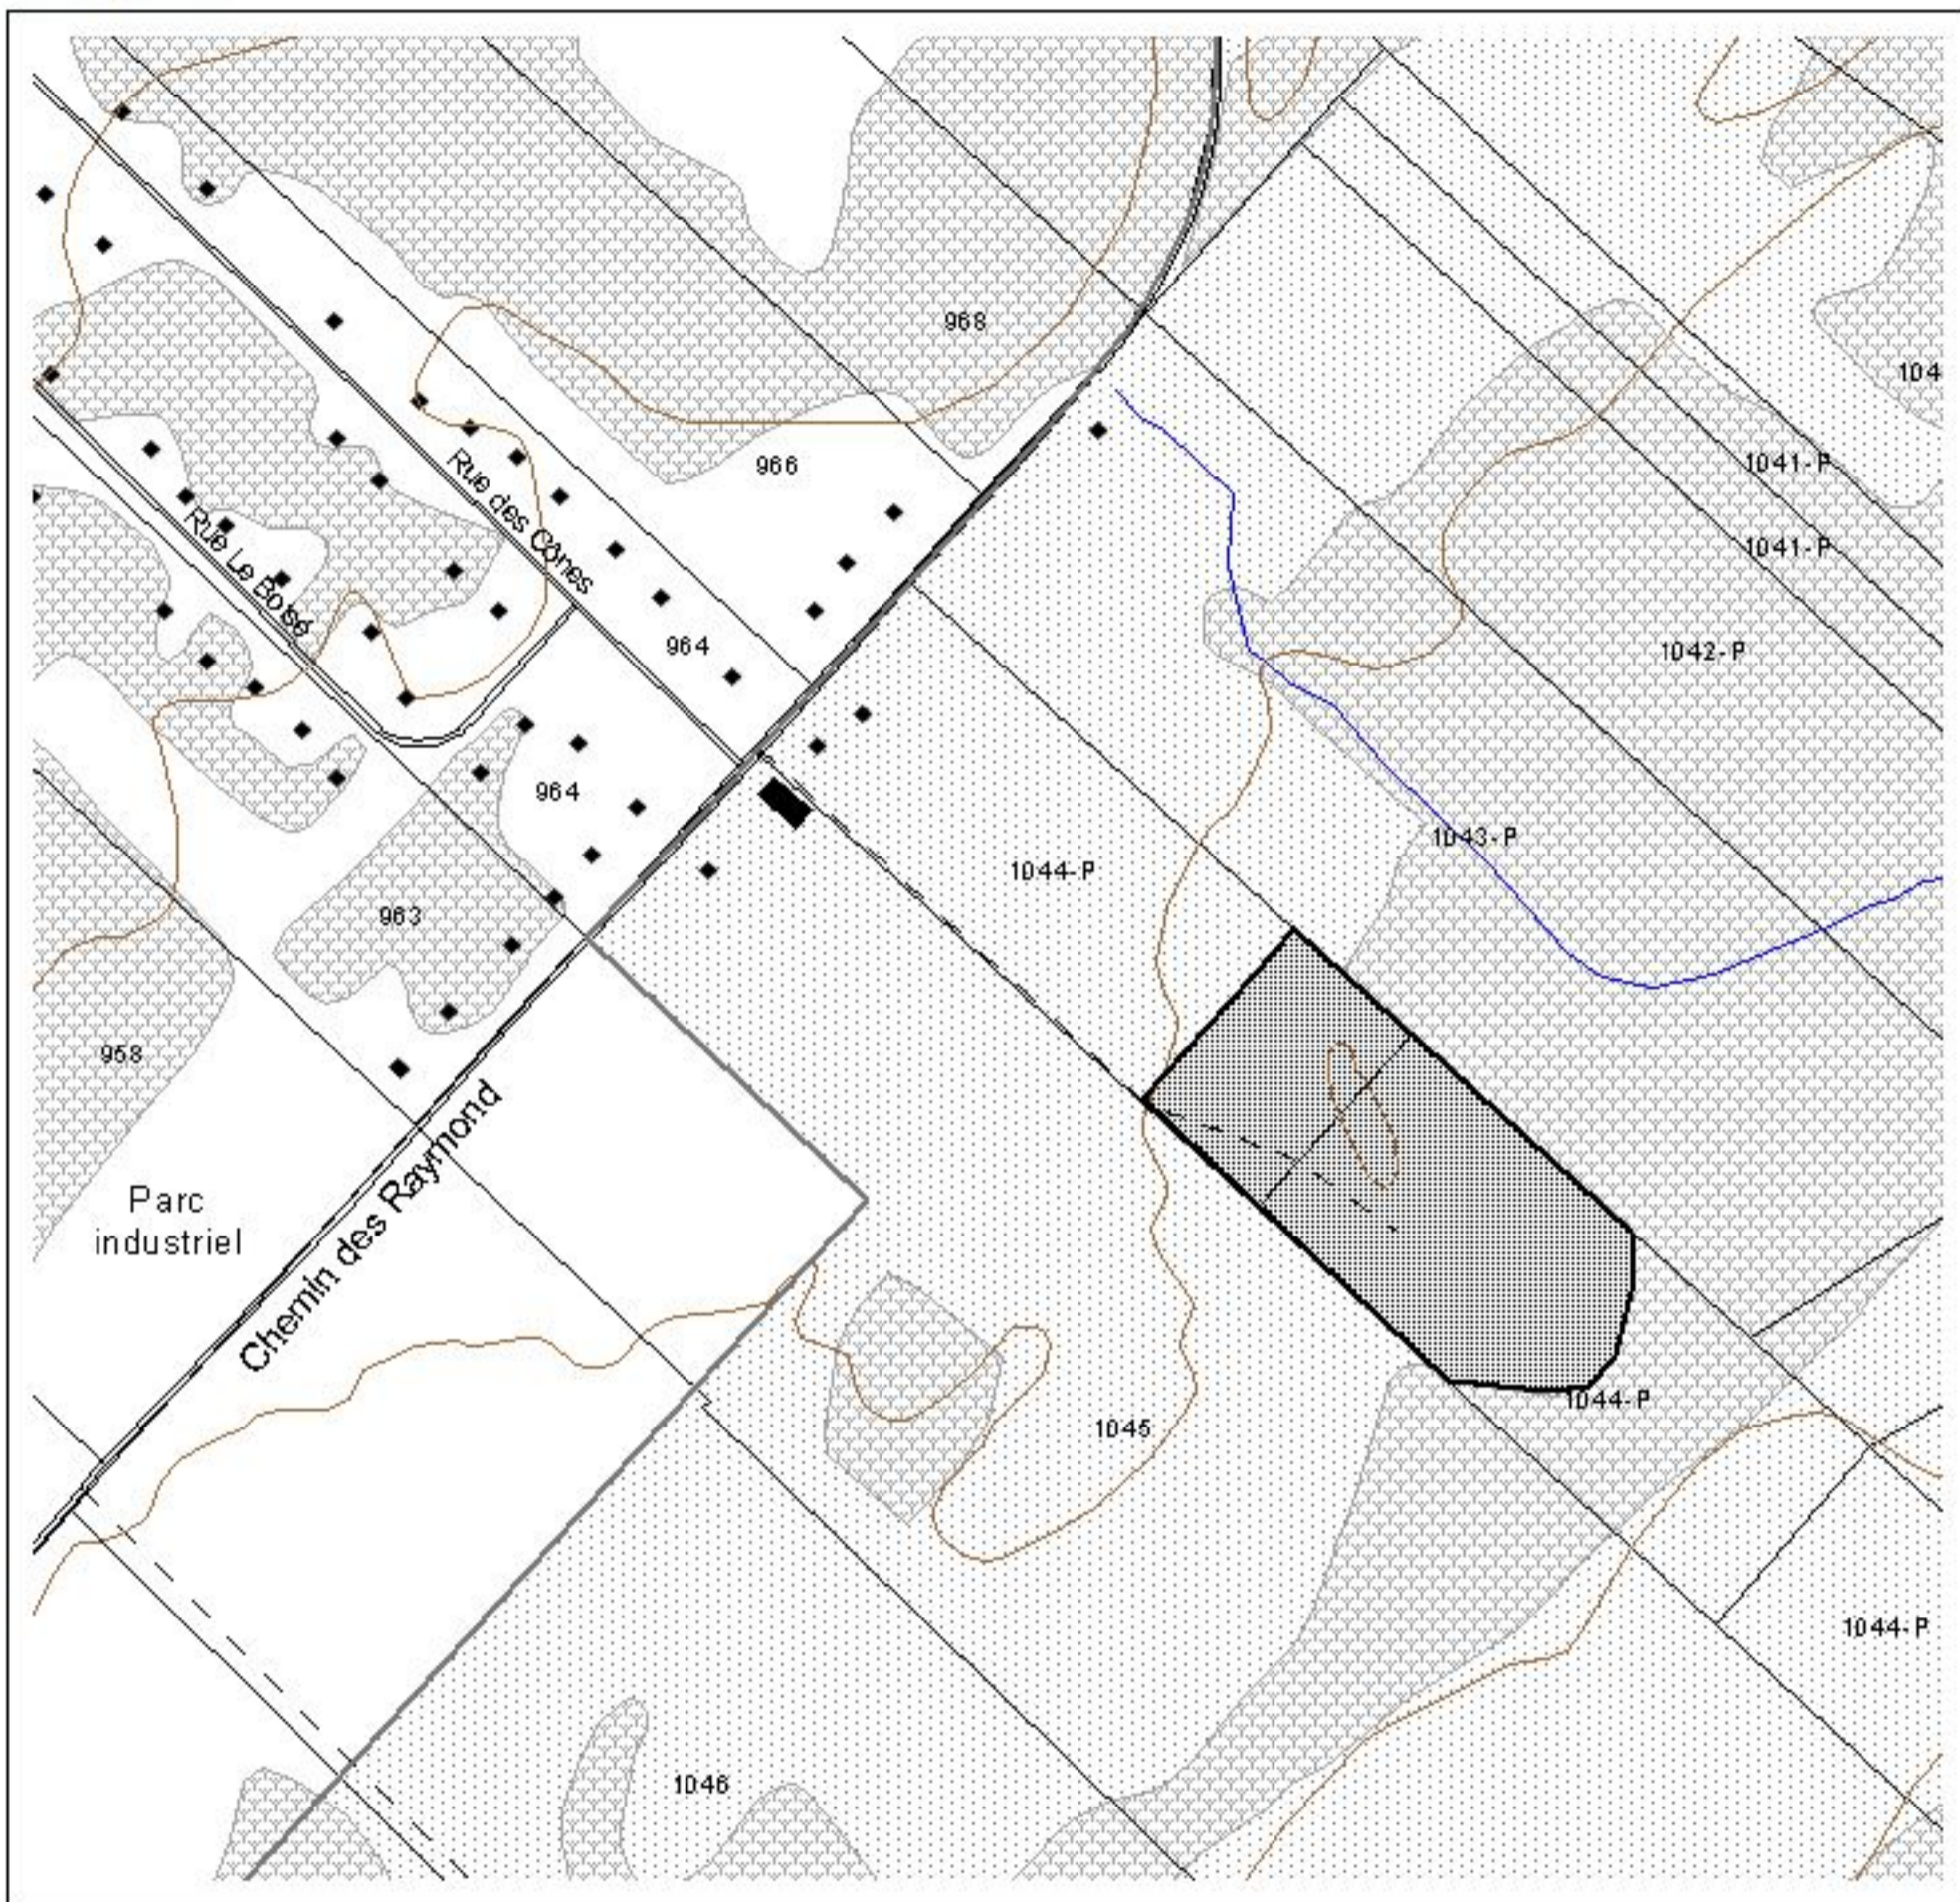 968
104
966
1041-P
Rue des Cônes
1041-P
Rue Le Boisé
964
1042-P
964
1043-P
1044-P
963
958
Chemin des Raymond
Parc
industriel
1044-P
1045
1044-P
1046